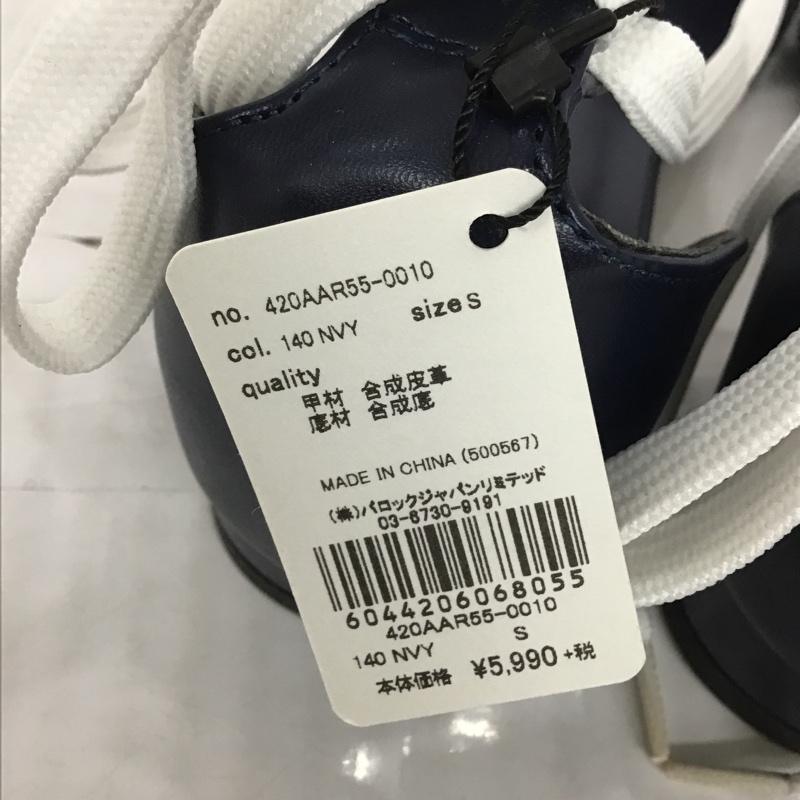 no. 420AAR55-0010
col. 140 NVY size S
quality
甲材 合成皮革
底材 合成底
MADE IN CHINA (500567)
(株)バロックジャパンリミテッド
03-6730-9191
6044206068055
420AAR55-0010
140 NVY S
本体価格 ¥5,990+税